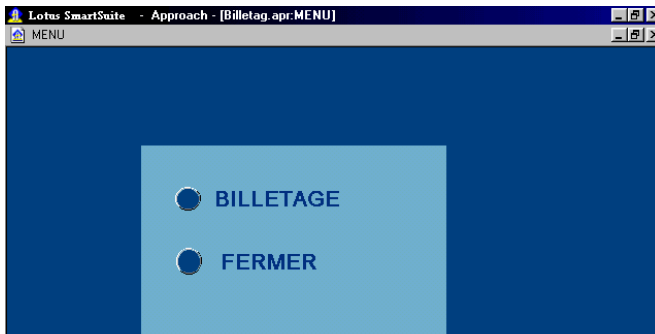 Lotus SmartSuite - Approach - [Billetag.apr:MENU]
MENU
BILLETAGE
FERMER